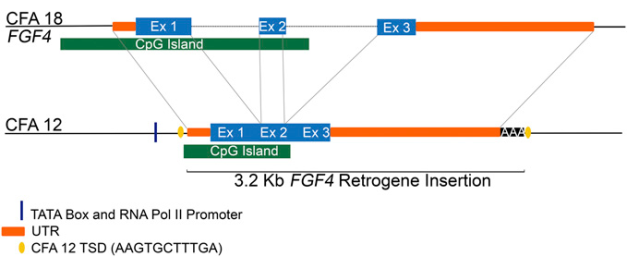 CFA 18
FGF4
Ex 1
Ex 2
Ex 3
CpG Island
CFA 12
Ex 1
Ex 2
Ex 3
AAA
CpG Island
3.2 Kb FGF4 Retrogene Insertion
TATA Box and RNA Pol II Promoter
UTR
CFA 12 TSD (AAGTGCTTTGA)